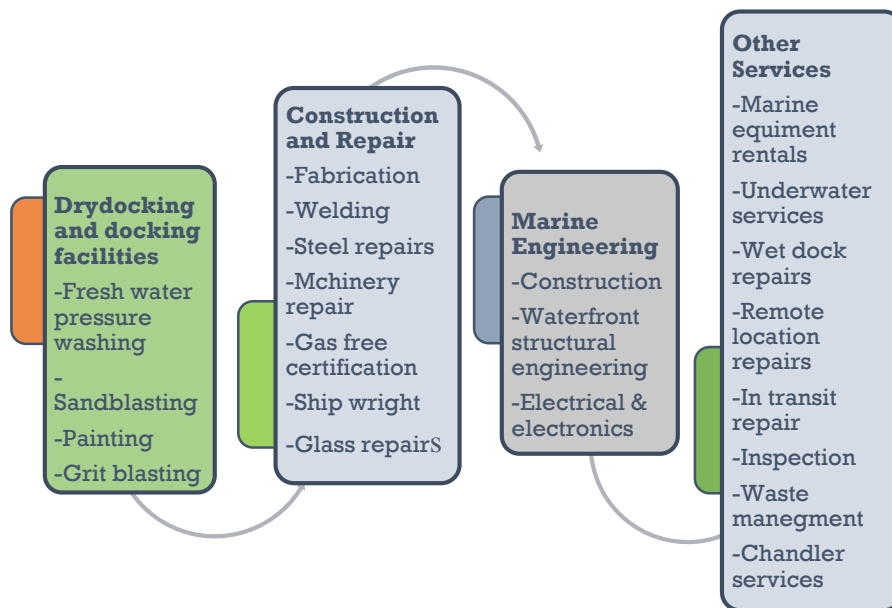 Drydocking
and docking
facilities
-Fresh water
pressure
washing
-
Sandblasting
-Painting
-Grit blasting
Construction
and Repair
-Fabrication
-Welding
-Steel repairs
-Mchinery
repair
-Gas free
certification
-Ship wright
-Glass repairs
Marine
Engineering
-Construction
-Waterfront
structural
engineering
-Electrical &
electronics
Other
Services
-Marine
equiment
rentals
-Underwater
services
-Wet dock
repairs
-Remote
location
repairs
-In transit
repair
-Inspection
-Waste
manegment
-Chandler
services